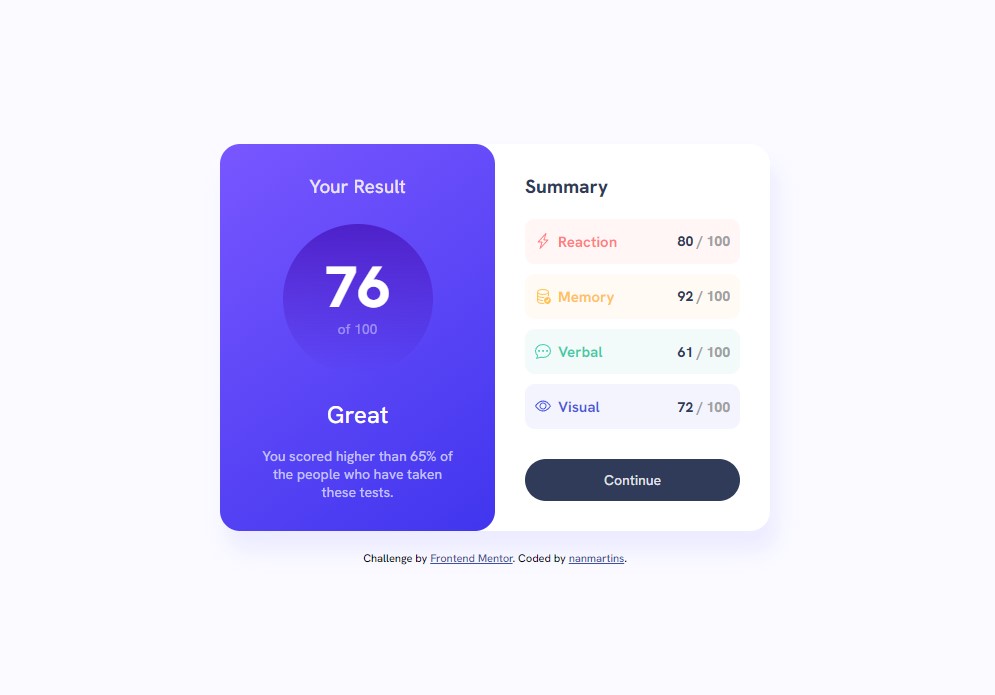 Your Result
76
of 100
Great
You scored higher than 65% of
the people who have taken
these tests.
Summary
Reaction 80 / 100
Memory 92 / 100
Verbal 61 / 100
Visual 72 / 100
Continue
Challenge by Frontend Mentor. Coded by nanmartins.